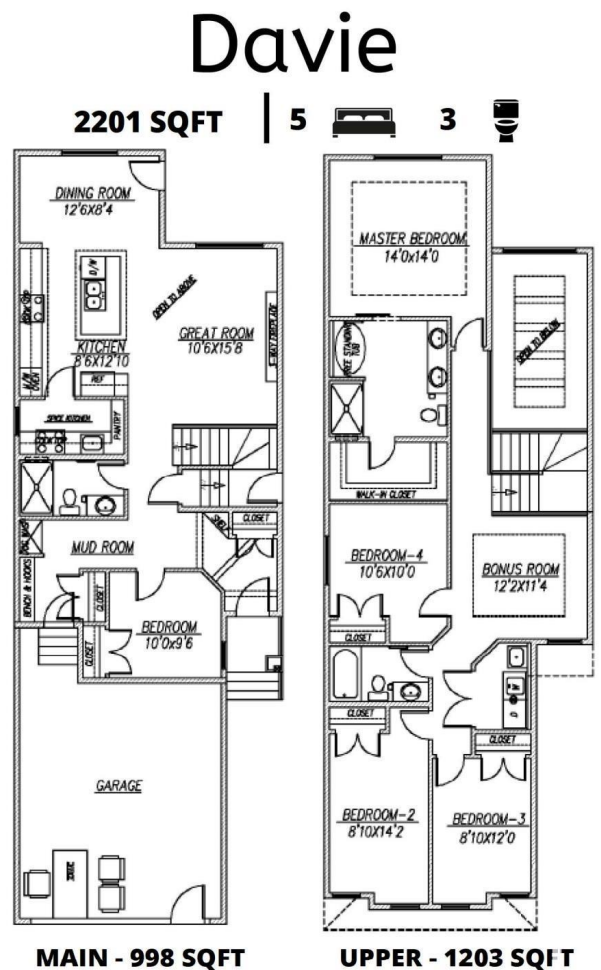 Davie
2201 SQFT | 5 3
DINING ROOM
12'6X8'4
D/W
COOK TOP
OPEN TO ABOVE
KITCHEN
8'6X12'10
GREAT ROOM
10'6X15'8
M/W
OVEN
REF
SPICE KITCHEN
PANTRY
CLOSET
SHELF
MUD ROOM
BENCH & HOOKS
CLOSET
BEDROOM
10'0x9'6
CLOSET
GARAGE
MAIN - 998 SQFT
MASTER BEDROOM
14'0x14'0
FREE STANDING
TUB
OPEN TO BELOW
WALK-IN CLOSET
BEDROOM-4
10'6X10'0
BONUS ROOM
12'2X11'4
CLOSET
W
D
CLOSET
CLOSET
BEDROOM-2
8'10X14'2
BEDROOM-3
8'10X12'0
UPPER - 1203 SQFT